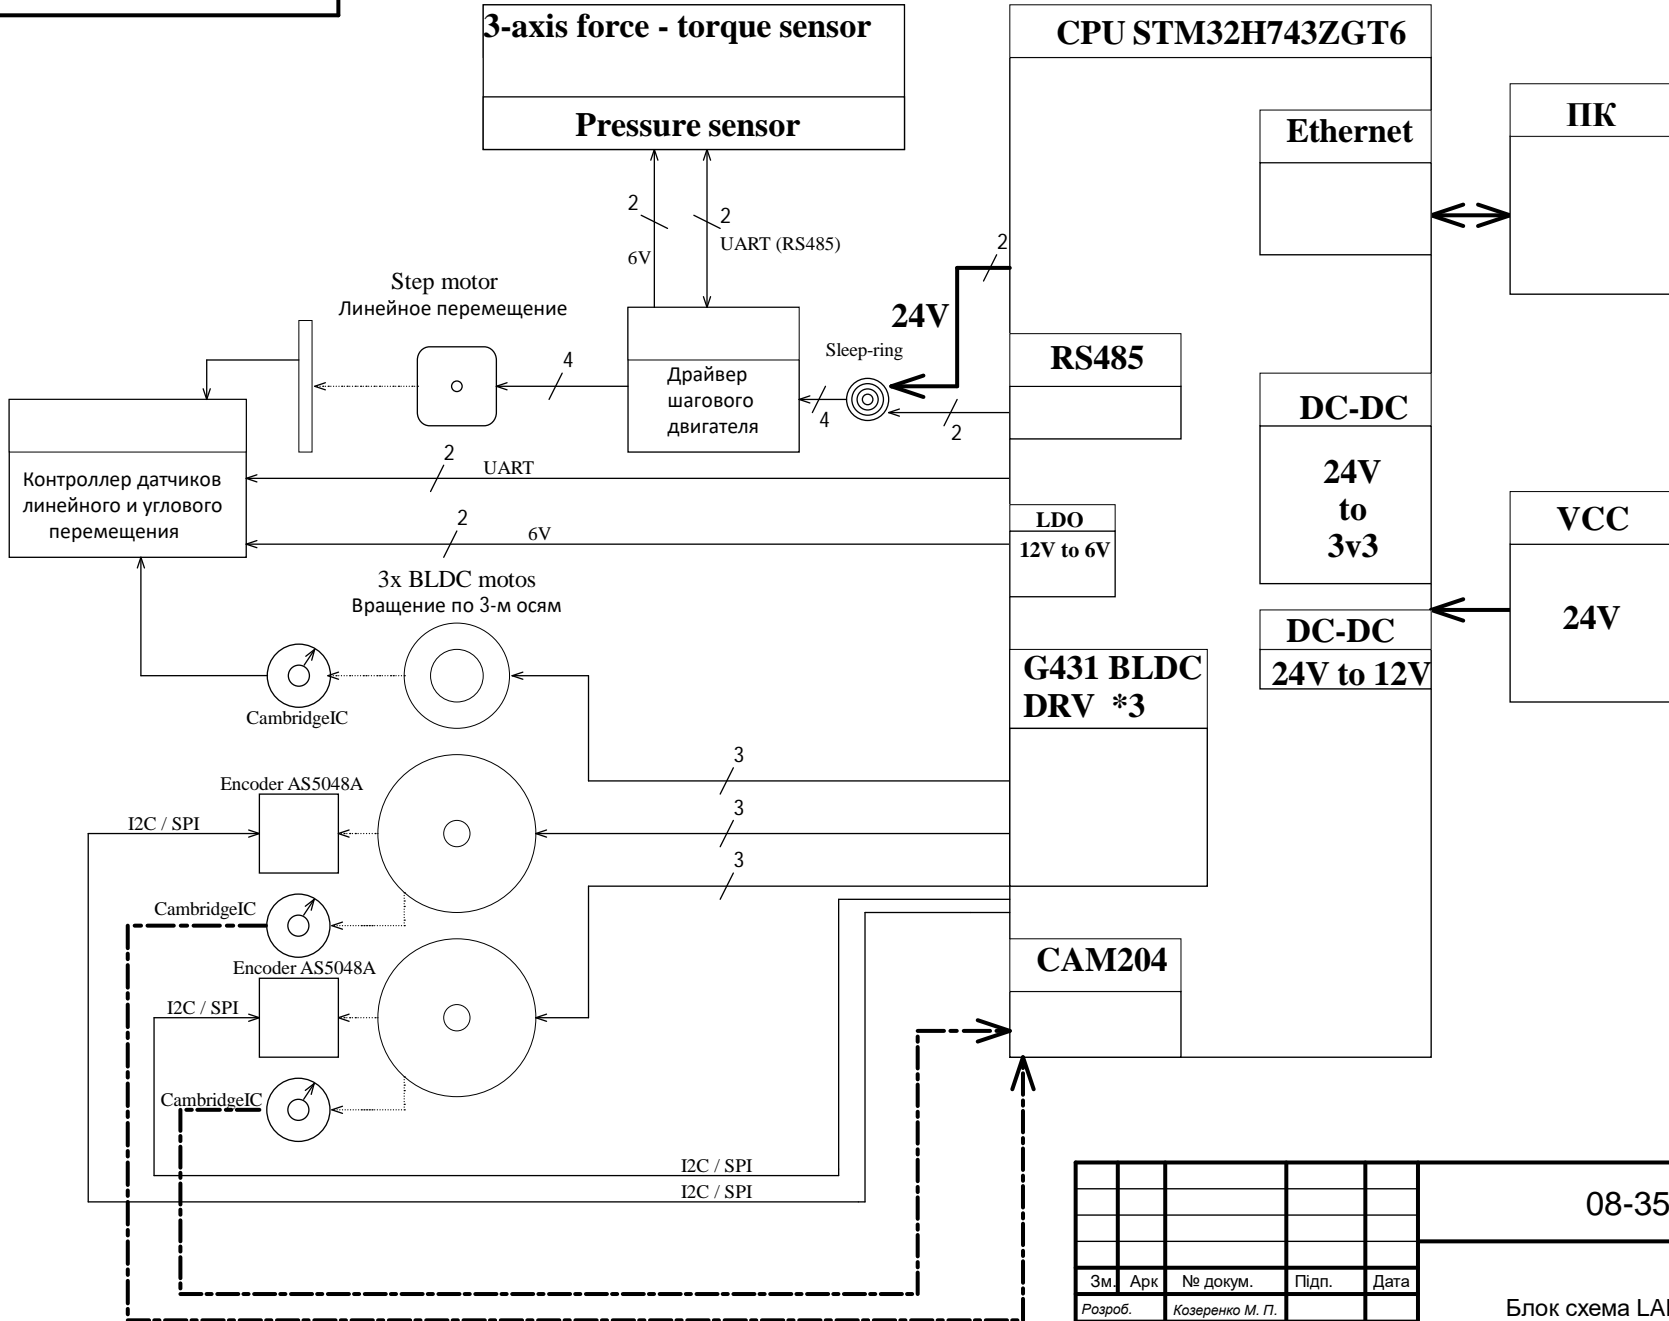 3-axis force - torque sensor
Pressure sensor
CPU STM32H743ZGT6
Ethernet
ПК
2
2
UART (RS485)
6V
2
24V
Step motor
Линейное перемещение
4
Драйвер
шагового
двигателя
Sleep-ring
4
2
RS485
DC-DC
24V
to
3v3
Контроллер датчиков
линейного и углового
перемещения
2
UART
2
6V
LDO
12V to 6V
VCC
24V
DC-DC
24V to 12V
3x BLDC motos
Вращение по 3-м осям
CambridgeIC
G431 BLDC
DRV *3
3
3
3
Encoder AS5048A
I2C / SPI
CambridgeIC
Encoder AS5048A
I2C / SPI
CambridgeIC
CAM204
I2C / SPI
I2C / SPI
08-35
Зм. Арк № докум. Підп. Дата
Розроб. Козеренко М. П.
Блок схема LA